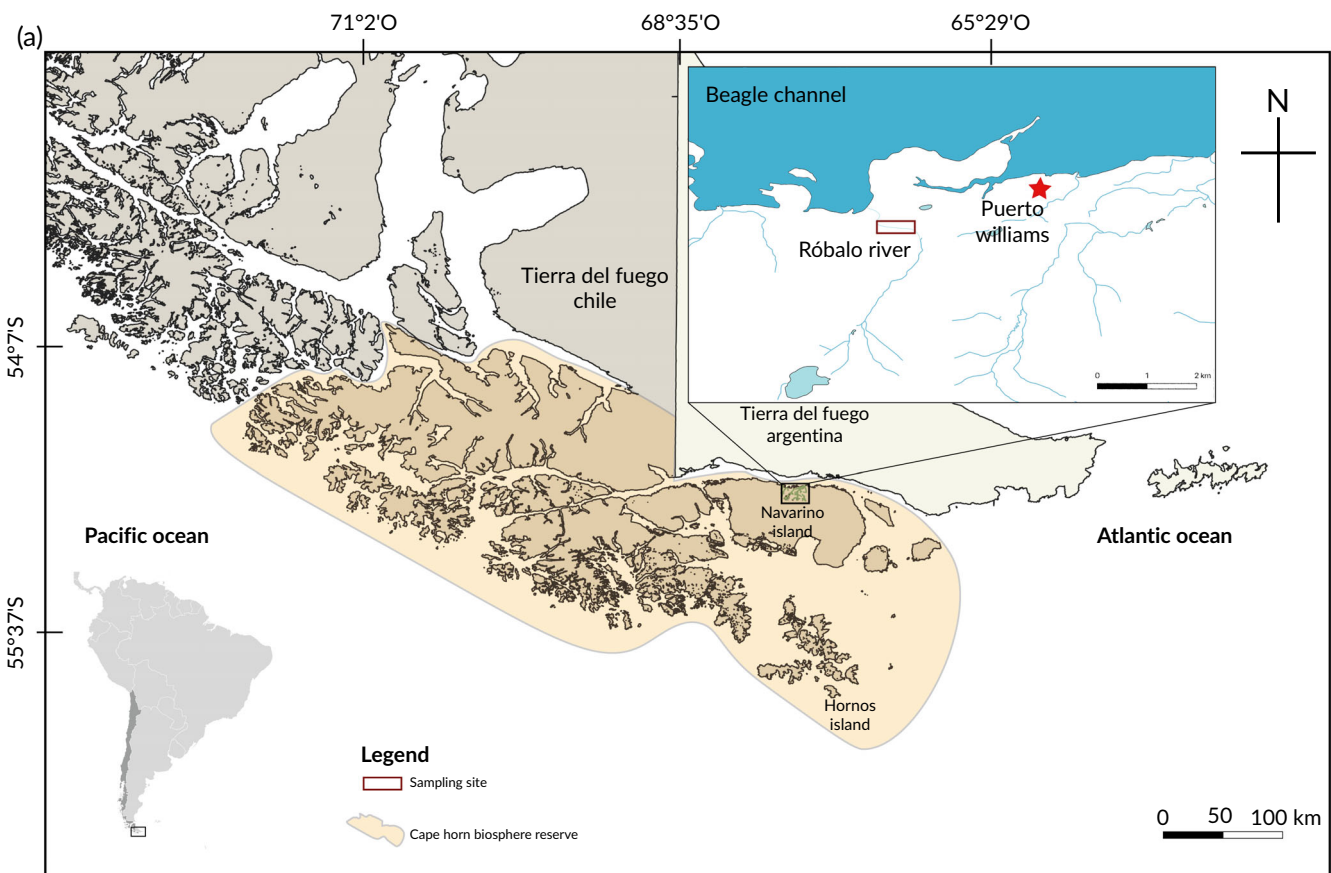 (a)
71°2'O
68°35'O
65°29'O
Beagle channel
N
Puerto
williams
Róbalo river
Tierra del fuego
chile
54°7'S
0 1 2 km
Tierra del fuego
argentina
Navarino
island
Pacific ocean
Atlantic ocean
55°37'S
Hornos
island
Legend
Sampling site
Cape horn biosphere reserve
0 50 100 km